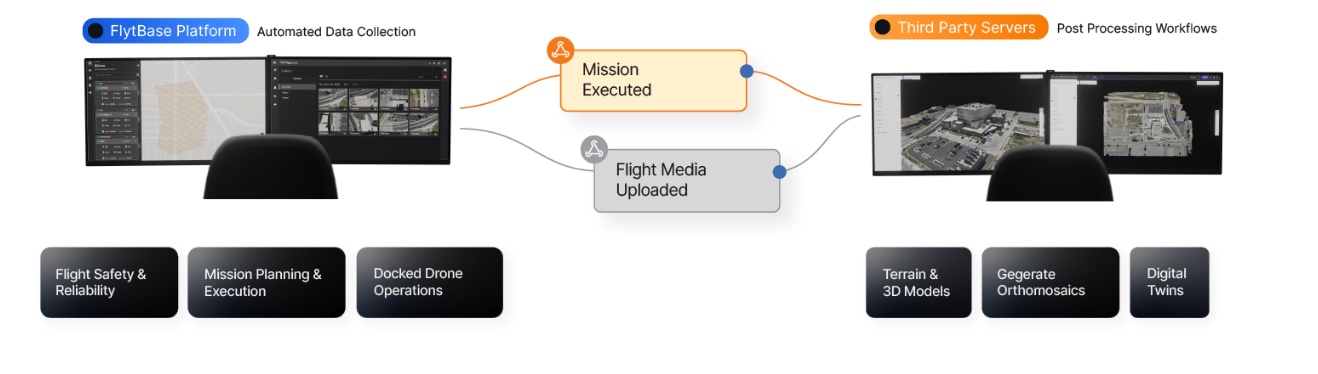 FlytBase Platform Automated Data Collection
Third Party Servers Post Processing Workflows
Mission
Executed
Flight Media
Uploaded
Flight Safety &
Reliability
Mission Planning &
Execution
Docked Drone
Operations
Terrain &
3D Models
Gegerate
Orthomosaics
Digital
Twins